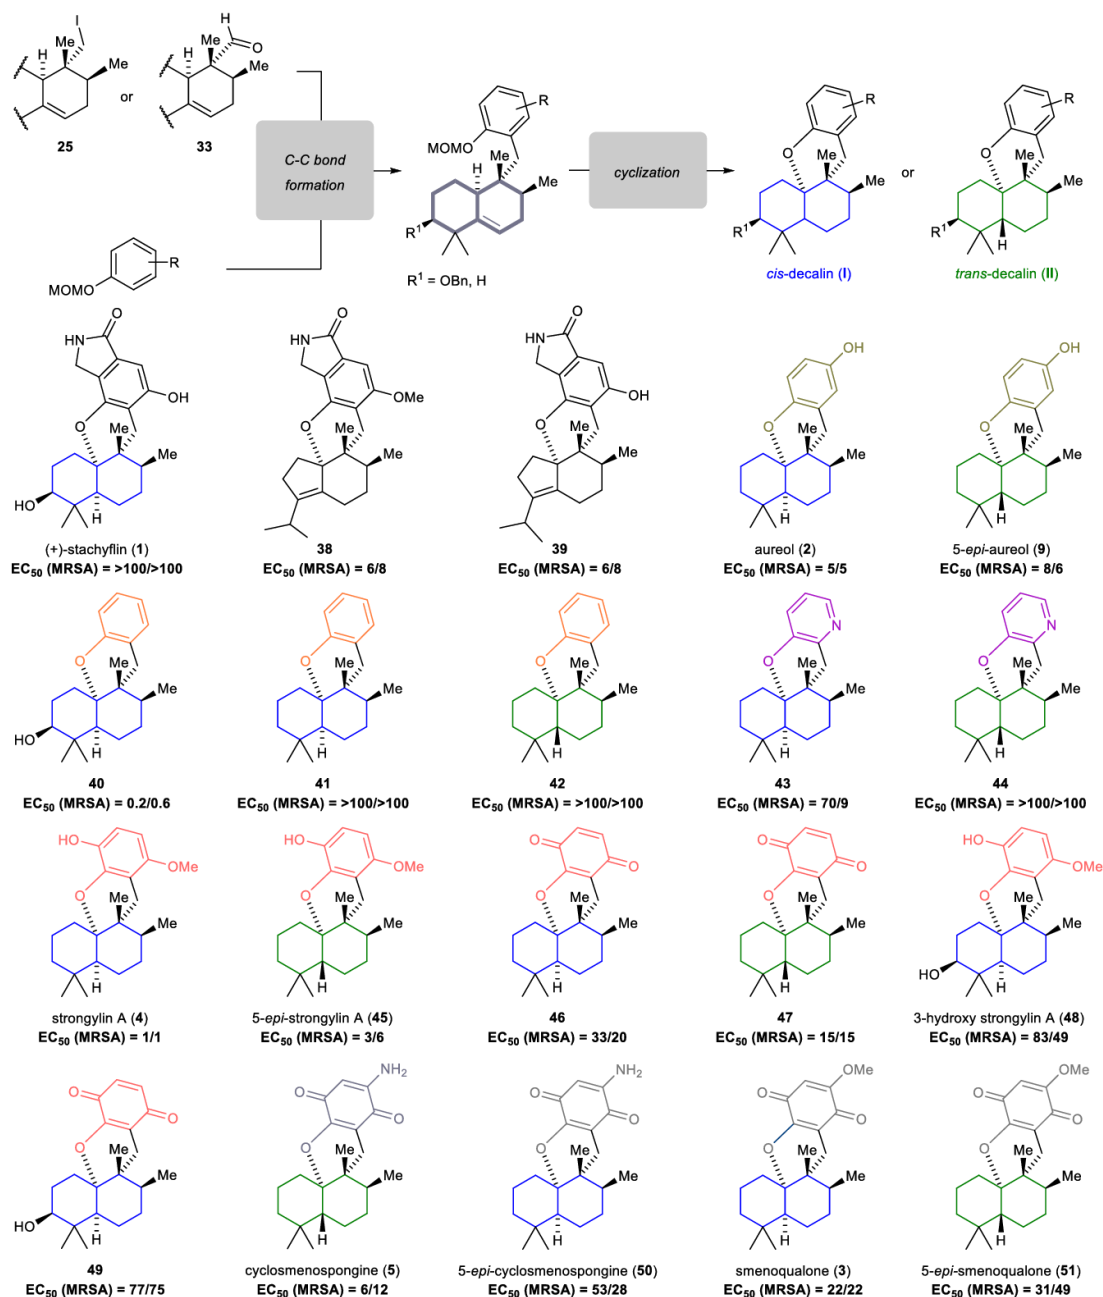 I
Me
H
Me
25
or
H
O
Me
H
Me
33
C-C bond
formation
MOMO
R
R
MOMO
Me
H
Me
R¹
R¹ = OBn, H
cyclization
R
O
Me
Me
R¹
cis-decalin (I)
or
R
O
Me
Me
R¹
H
trans-decalin (II)
O
HN
OH
O
Me
Me
HO
H
(+)-stachyflin (1)
EC₅₀ (MRSA) = >100/>100
O
HN
OMe
O
Me
Me
38
EC₅₀ (MRSA) = 6/8
O
HN
OH
O
Me
Me
39
EC₅₀ (MRSA) = 6/8
OH
O
Me
Me
H
aureol (2)
EC₅₀ (MRSA) = 5/5
OH
O
Me
Me
H
5-epi-aureol (9)
EC₅₀ (MRSA) = 8/6
O
Me
Me
HO
H
40
EC₅₀ (MRSA) = 0.2/0.6
O
Me
Me
H
41
EC₅₀ (MRSA) = >100/>100
O
Me
Me
H
42
EC₅₀ (MRSA) = >100/>100
N
O
Me
Me
H
43
EC₅₀ (MRSA) = 70/9
N
O
Me
Me
H
44
EC₅₀ (MRSA) = >100/>100
HO
OMe
O
Me
Me
H
strongylin A (4)
EC₅₀ (MRSA) = 1/1
HO
OMe
O
Me
Me
H
5-epi-strongylin A (45)
EC₅₀ (MRSA) = 3/6
O
O
O
Me
Me
H
46
EC₅₀ (MRSA) = 33/20
O
O
O
Me
Me
H
47
EC₅₀ (MRSA) = 15/15
HO
OMe
O
Me
Me
HO
H
3-hydroxy strongylin A (48)
EC₅₀ (MRSA) = 83/49
O
O
O
Me
Me
HO
H
49
EC₅₀ (MRSA) = 77/75
NH₂
O
O
O
Me
Me
H
cyclosmenospongine (5)
EC₅₀ (MRSA) = 6/12
NH₂
O
O
O
Me
Me
H
5-epi-cyclosmenospongine (50)
EC₅₀ (MRSA) = 53/28
OMe
O
O
O
Me
Me
H
smenoqualone (3)
EC₅₀ (MRSA) = 22/22
OMe
O
O
O
Me
Me
H
5-epi-smenoqualone (51)
EC₅₀ (MRSA) = 31/49